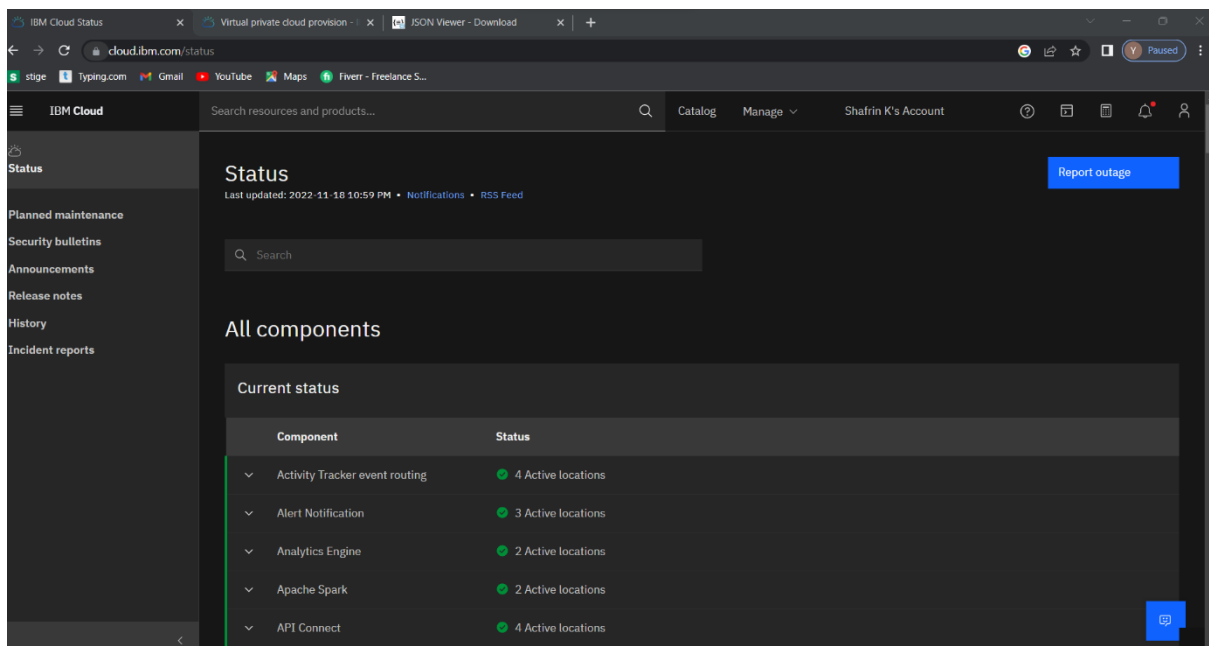 IBM Cloud Status
Virtual private cloud provision - I
JSON Viewer - Download
cloud.ibm.com/status
Y Paused
S stige
t Typing.com
Gmail
YouTube
Maps
Fiverr - Freelance S...
IBM Cloud
Search resources and products...
Catalog
Manage
Shafrin K's Account
Status
Planned maintenance
Security bulletins
Announcements
Release notes
History
Incident reports
Status
Report outage
Last updated: 2022-11-18 10:59 PM • Notifications • RSS Feed
Search
All components
Current status
Component Status
Activity Tracker event routing 4 Active locations
Alert Notification 3 Active locations
Analytics Engine 2 Active locations
Apache Spark 2 Active locations
API Connect 4 Active locations